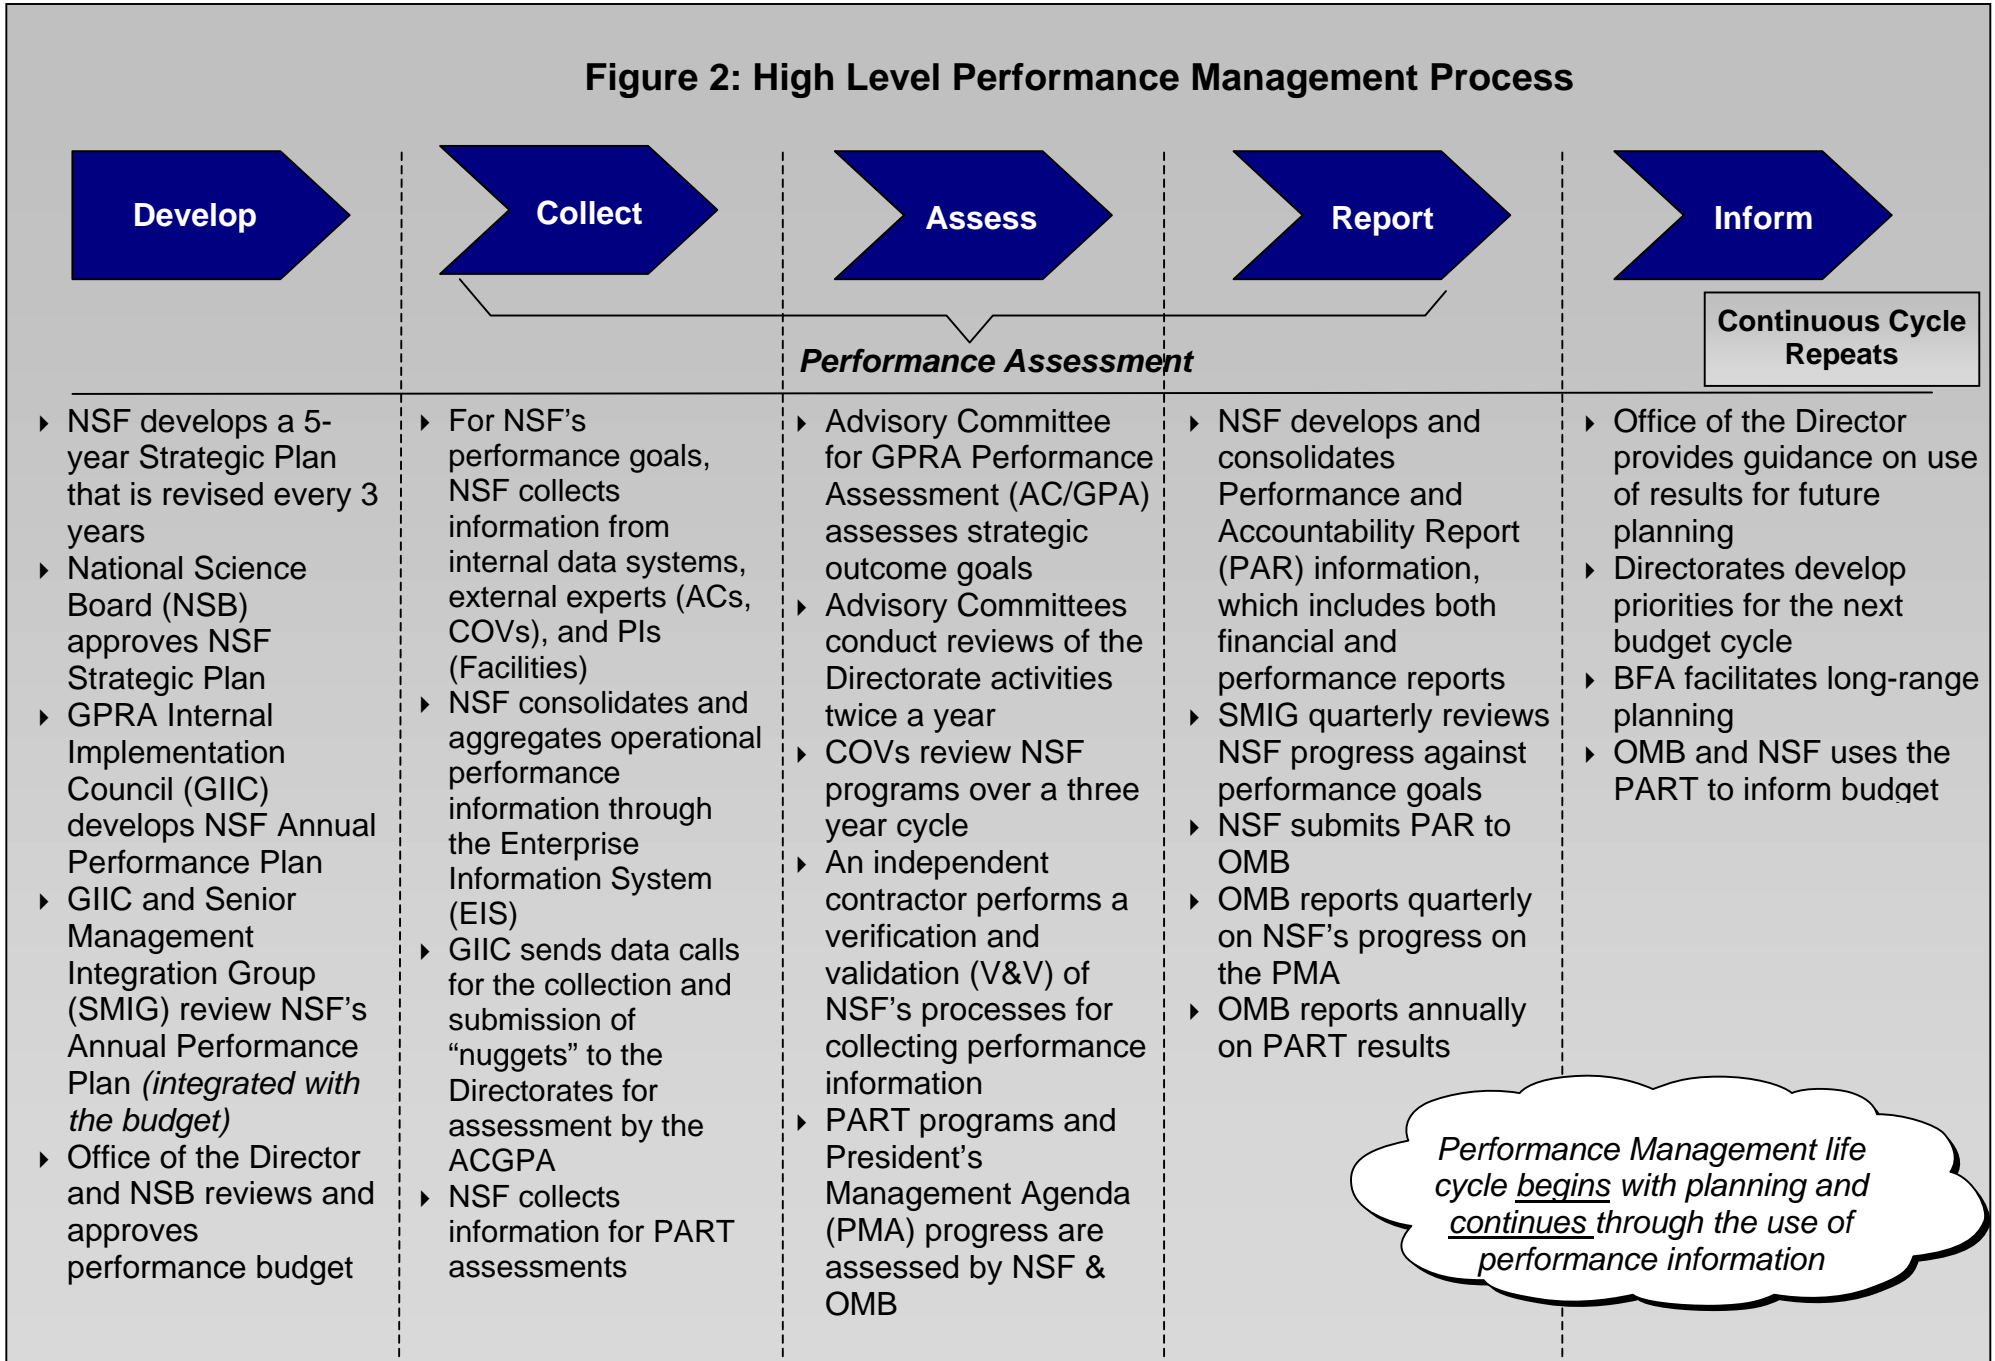 Figure 2: High Level Performance Management Process
Develop
Collect
Assess
Report
Inform
Continuous Cycle
Repeats
Performance Assessment
NSF develops a 5-
year Strategic Plan
that is revised every 3
years
National Science
Board (NSB)
approves NSF
Strategic Plan
GPRA Internal
Implementation
Council (GIIC)
develops NSF Annual
Performance Plan
GIIC and Senior
Management
Integration Group
(SMIG) review NSF’s
Annual Performance
Plan (integrated with
the budget)
Office of the Director
and NSB reviews and
approves
performance budget
For NSF’s
performance goals,
NSF collects
information from
internal data systems,
external experts (ACs,
COVs), and PIs
(Facilities)
NSF consolidates and
aggregates operational
performance
information through
the Enterprise
Information System
(EIS)
GIIC sends data calls
for the collection and
submission of
“nuggets” to the
Directorates for
assessment by the
ACGPA
NSF collects
information for PART
assessments
Advisory Committee
for GPRA Performance
Assessment (AC/GPA)
assesses strategic
outcome goals
Advisory Committees
conduct reviews of the
Directorate activities
twice a year
COVs review NSF
programs over a three
year cycle
An independent
contractor performs a
verification and
validation (V&V) of
NSF’s processes for
collecting performance
information
PART programs and
President’s
Management Agenda
(PMA) progress are
assessed by NSF &
OMB
NSF develops and
consolidates
Performance and
Accountability Report
(PAR) information,
which includes both
financial and
performance reports
SMIG quarterly reviews
NSF progress against
performance goals
NSF submits PAR to
OMB
OMB reports quarterly
on NSF’s progress on
the PMA
OMB reports annually
on PART results
Office of the Director
provides guidance on use
of results for future
planning
Directorates develop
priorities for the next
budget cycle
BFA facilitates long-range
planning
OMB and NSF uses the
PART to inform budget
Performance Management life
cycle begins with planning and
continues through the use of
performance information